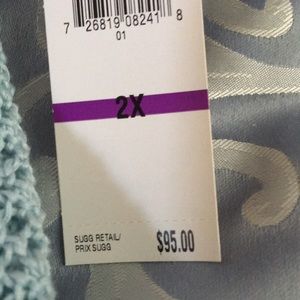 7 26819 08241 8
01
2X
SUGG RETAIL/
PRIX SUGG $95.00